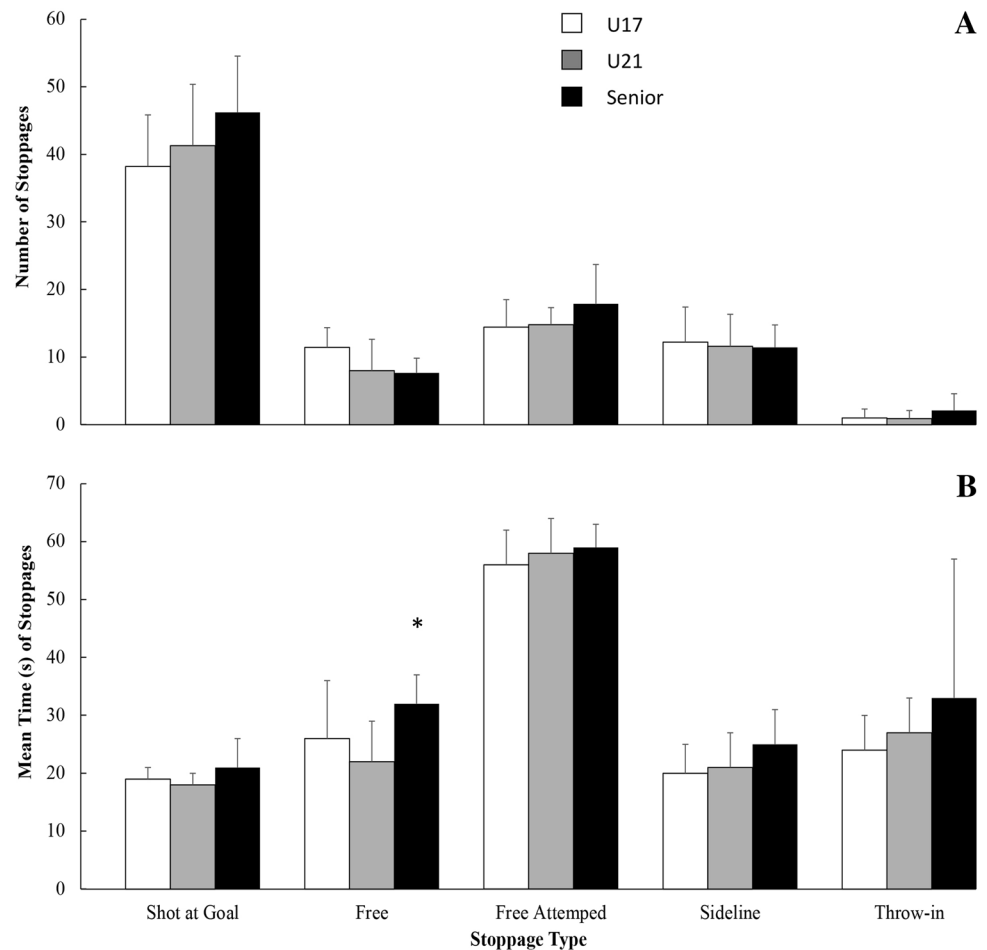 A
U17
U21
Senior
Number of Stoppages
60
50
40
30
20
10
0
B
Mean Time (s) of Stoppages
70
60
50
40
30
20
10
0
*
Shot at Goal Free Free Attemped Sideline Throw-in
Stoppage Type